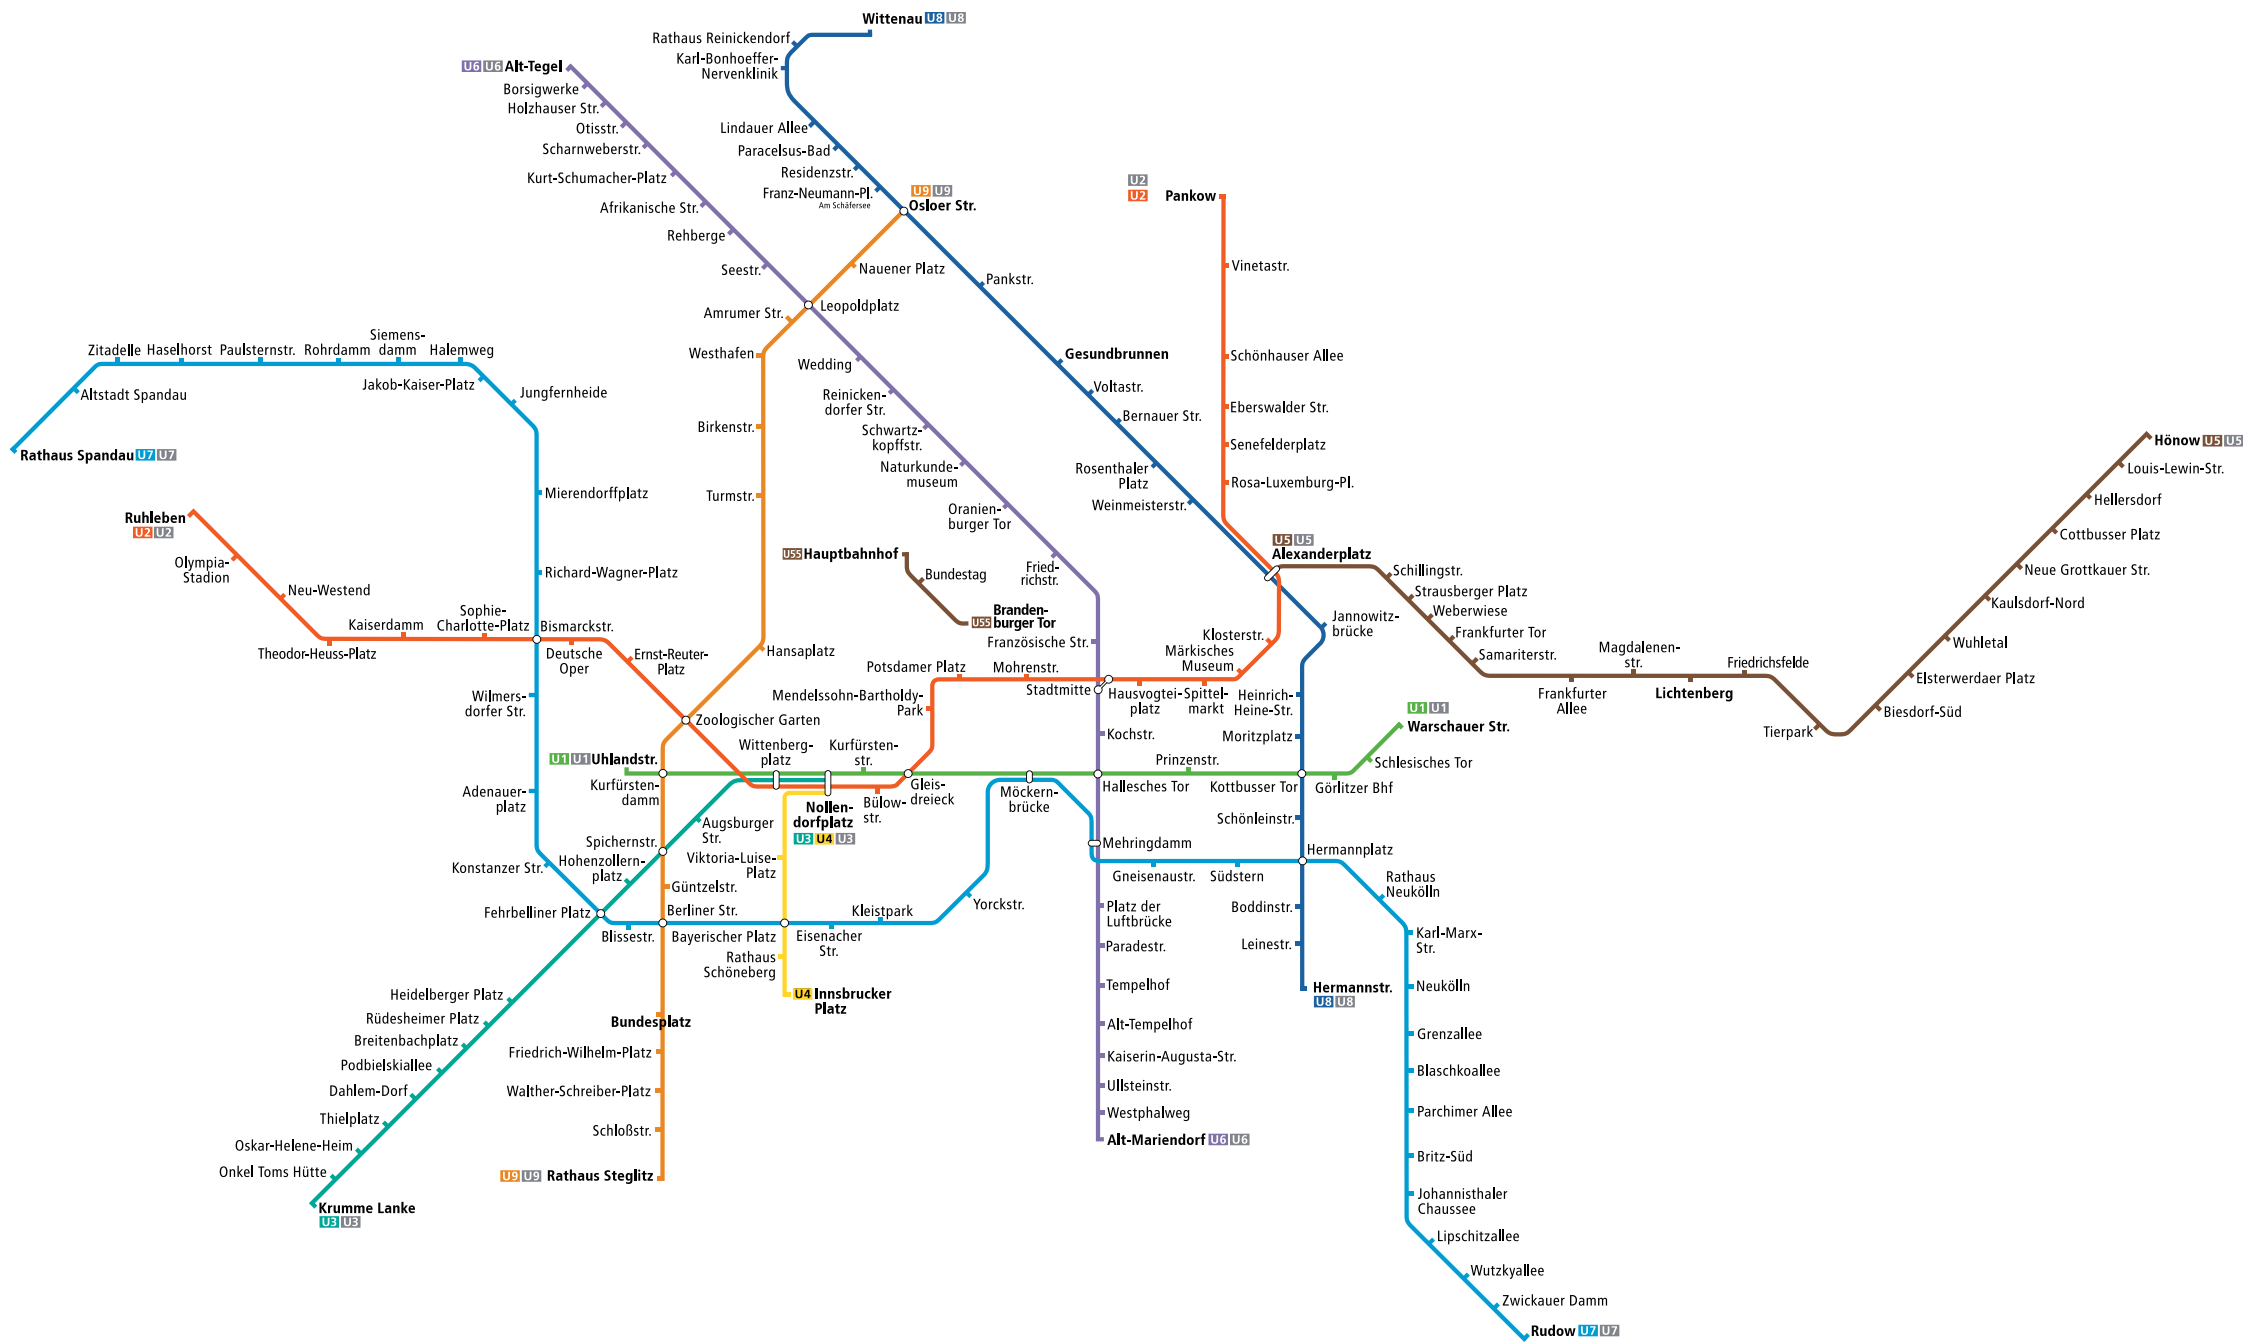 Wittenau U8 U8
Rathaus Reinickendorf
Karl-Bonhoeffer-
Nervenklinik
U6 U6 Alt-Tegel
Borsigwerke
Holzhauser Str.
Otisstr.
Scharnweberstr.
Kurt-Schumacher-Platz
Afrikanische Str.
Rehberge
Seestr.
Lindauer Allee
Paracelsus-Bad
Residenzstr.
Franz-Neumann-Pl.
Am Schäfersee
U9 U9
Osloer Str.
Nauener Platz
Leopoldplatz
Amrumer Str.
Westhafen
Birkenstr.
Turmstr.
Hansaplatz
Pankstr.
Gesundbrunnen
Voltastr.
Bernauer Str.
Rosenthaler
Platz
Weinmeisterstr.
U2
U2
Pankow
Vinetastr.
Schönhauser Allee
Eberswalder Str.
Senefelderplatz
Rosa-Luxemburg-Pl.
Wedding
Reinicken-
dorfer Str.
Schwartz-
kopffstr.
Naturkunde-
museum
Oranien-
burger Tor
Fried-
richstr.
Französische Str.
Zitadelle
Haselhorst
Paulsternstr.
Rohrdamm
Siemens-
damm
Halemweg
Altstadt Spandau
Jakob-Kaiser-Platz
Jungfernheide
Rathaus Spandau U7 U7
Mierendorffplatz
Richard-Wagner-Platz
Ruhleben
U2 U2
Olympia-
Stadion
Neu-Westend
Theodor-Heuss-Platz
Kaiserdamm
Sophie-
Charlotte-Platz
Bismarckstr.
Deutsche
Oper
Ernst-Reuter-
Platz
Wilmers-
dorfer Str.
Adenauer-
platz
Konstanzer Str.
Fehrbelliner Platz
Zoologischer Garten
U55 Hauptbahnhof
Bundestag
U55 Branden-
burger Tor
U5 U5
Alexanderplatz
Schillingstr.
Strausberger Platz
Weberwiese
Frankfurter Tor
Samariterstr.
Frankfurter
Allee
Magdalenen-
str.
Lichtenberg
Friedrichsfelde
Tierpark
Biesdorf-Süd
Elsterwerdaer Platz
Wuhletal
Kaulsdorf-Nord
Neue Grottkauer Str.
Cottbusser Platz
Hellersdorf
Louis-Lewin-Str.
Hönow U5 U5
Jannowitz-
brücke
Klosterstr.
Märkisches
Museum
Spittel-
markt
Hausvogtei-
platz
Stadtmitte
Mohrenstr.
Potsdamer Platz
Mendelssohn-Bartholdy-
Park
Heinrich-
Heine-Str.
Moritzplatz
Kochstr.
U1 U1
Warschauer Str.
Schlesisches Tor
Görlitzer Bhf
Kottbusser Tor
Prinzenstr.
Hallesches Tor
Möckern-
brücke
Gleis-
dreieck
Kurfürsten-
str.
Bülow-
str.
Wittenberg-
platz
Nollen-
dorfplatz
U3 U4 U3
U1 U1 Uhlandstr.
Kurfürsten-
damm
Augsburger
Str.
Spichernstr.
Hohenzollern-
platz
Viktoria-Luise-
Platz
Güntzelstr.
Berliner Str.
Blissestr.
Bayerischer Platz
Eisenacher
Str.
Kleistpark
Yorckstr.
Rathaus
Schöneberg
U4 Innsbrucker
Platz
Mehringdamm
Gneisenaustr.
Südstern
Schönleinstr.
Hermannplatz
Boddinstr.
Leinestr.
Hermannstr.
U8 U8
Rathaus
Neukölln
Karl-Marx-
Str.
Neukölln
Grenzallee
Blaschkoallee
Parchimer Allee
Britz-Süd
Johannisthaler
Chaussee
Lipschitzallee
Wutzkyallee
Zwickauer Damm
Rudow U7 U7
Platz der
Luftbrücke
Paradestr.
Tempelhof
Alt-Tempelhof
Kaiserin-Augusta-Str.
Ullsteinstr.
Westphalweg
Alt-Mariendorf U6 U6
Bundesplatz
Friedrich-Wilhelm-Platz
Walther-Schreiber-Platz
Schloßstr.
U9 U9 Rathaus Steglitz
Heidelberger Platz
Rüdesheimer Platz
Breitenbachplatz
Podbielskiallee
Dahlem-Dorf
Thielplatz
Oskar-Helene-Heim
Onkel Toms Hütte
Krumme Lanke
U3 U3